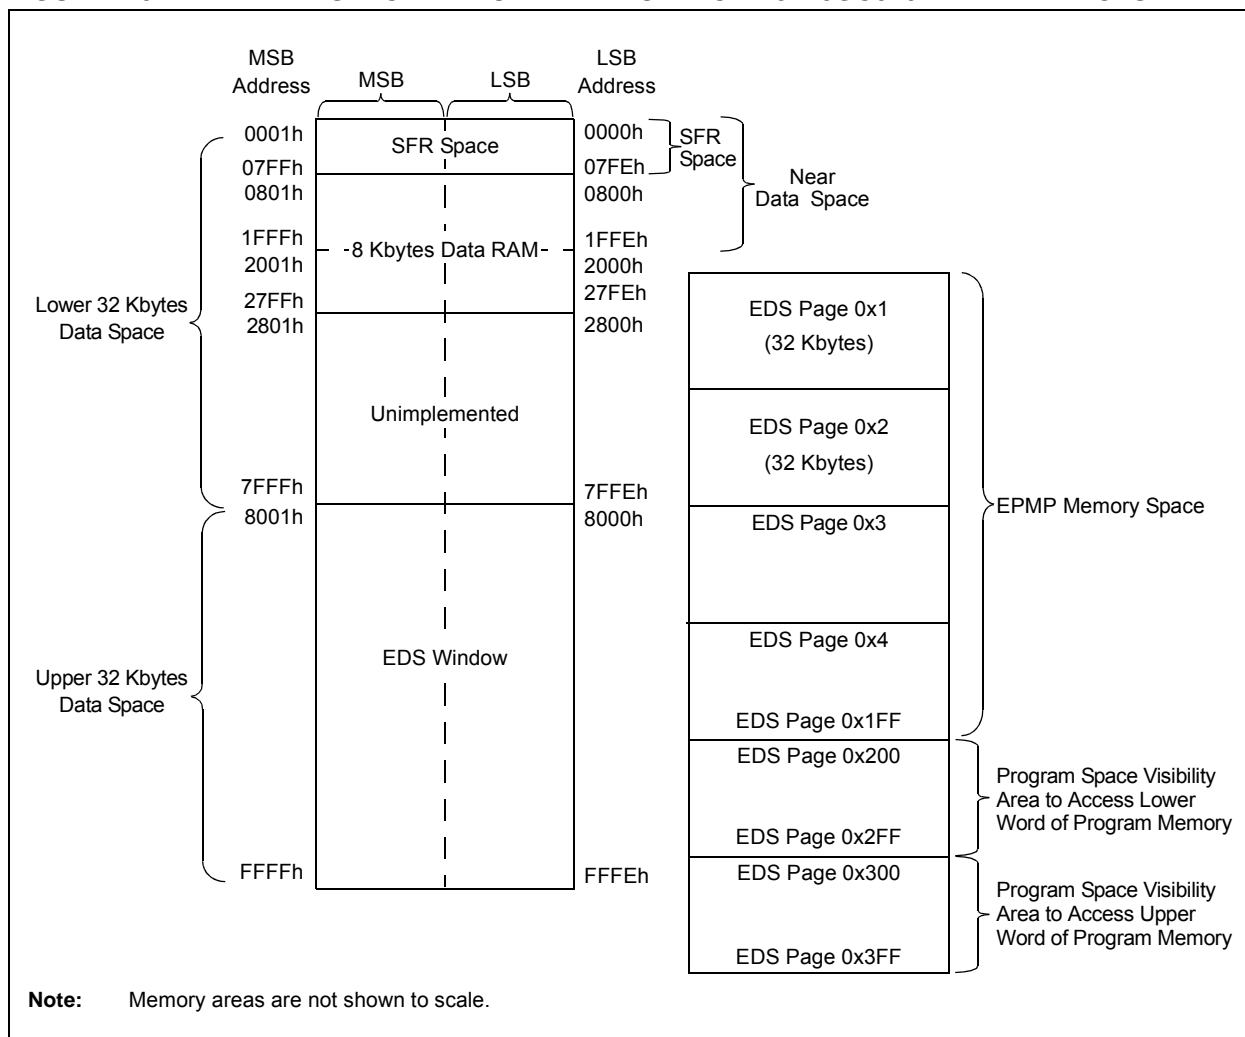 MSB
Address
MSB
LSB
LSB
Address
0001h
SFR Space
0000h
SFR
Space
07FFh
07FEh
0801h
0800h
Near
Data Space
1FFFh
8 Kbytes Data RAM
1FFEh
2001h
2000h
27FFh
27FEh
2801h
2800h
Lower 32 Kbytes
Data Space
Unimplemented
7FFFh
7FFEh
8001h
8000h
EDS Window
Upper 32 Kbytes
Data Space
FFFFh
FFFEh
EDS Page 0x1
(32 Kbytes)
EDS Page 0x2
(32 Kbytes)
EDS Page 0x3
EDS Page 0x4
EDS Page 0x1FF
EPMP Memory Space
EDS Page 0x200
EDS Page 0x2FF
Program Space Visibility
Area to Access Lower
Word of Program Memory
EDS Page 0x300
EDS Page 0x3FF
Program Space Visibility
Area to Access Upper
Word of Program Memory
Note: Memory areas are not shown to scale.